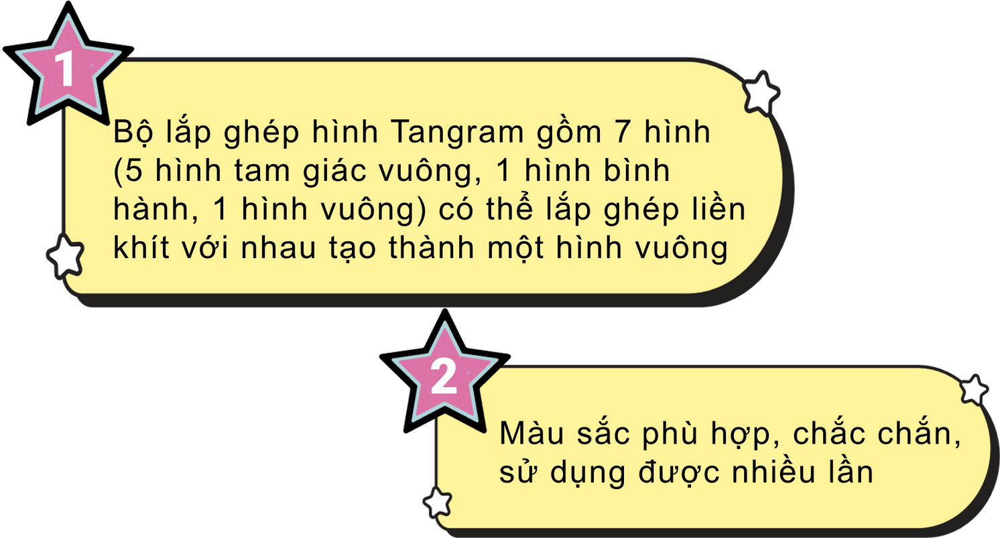 1
Bộ lắp ghép hình Tangram gồm 7 hình
(5 hình tam giác vuông, 1 hình bình
hành, 1 hình vuông) có thể lắp ghép liền
khít với nhau tạo thành một hình vuông
2
Màu sắc phù hợp, chắc chắn,
sử dụng được nhiều lần